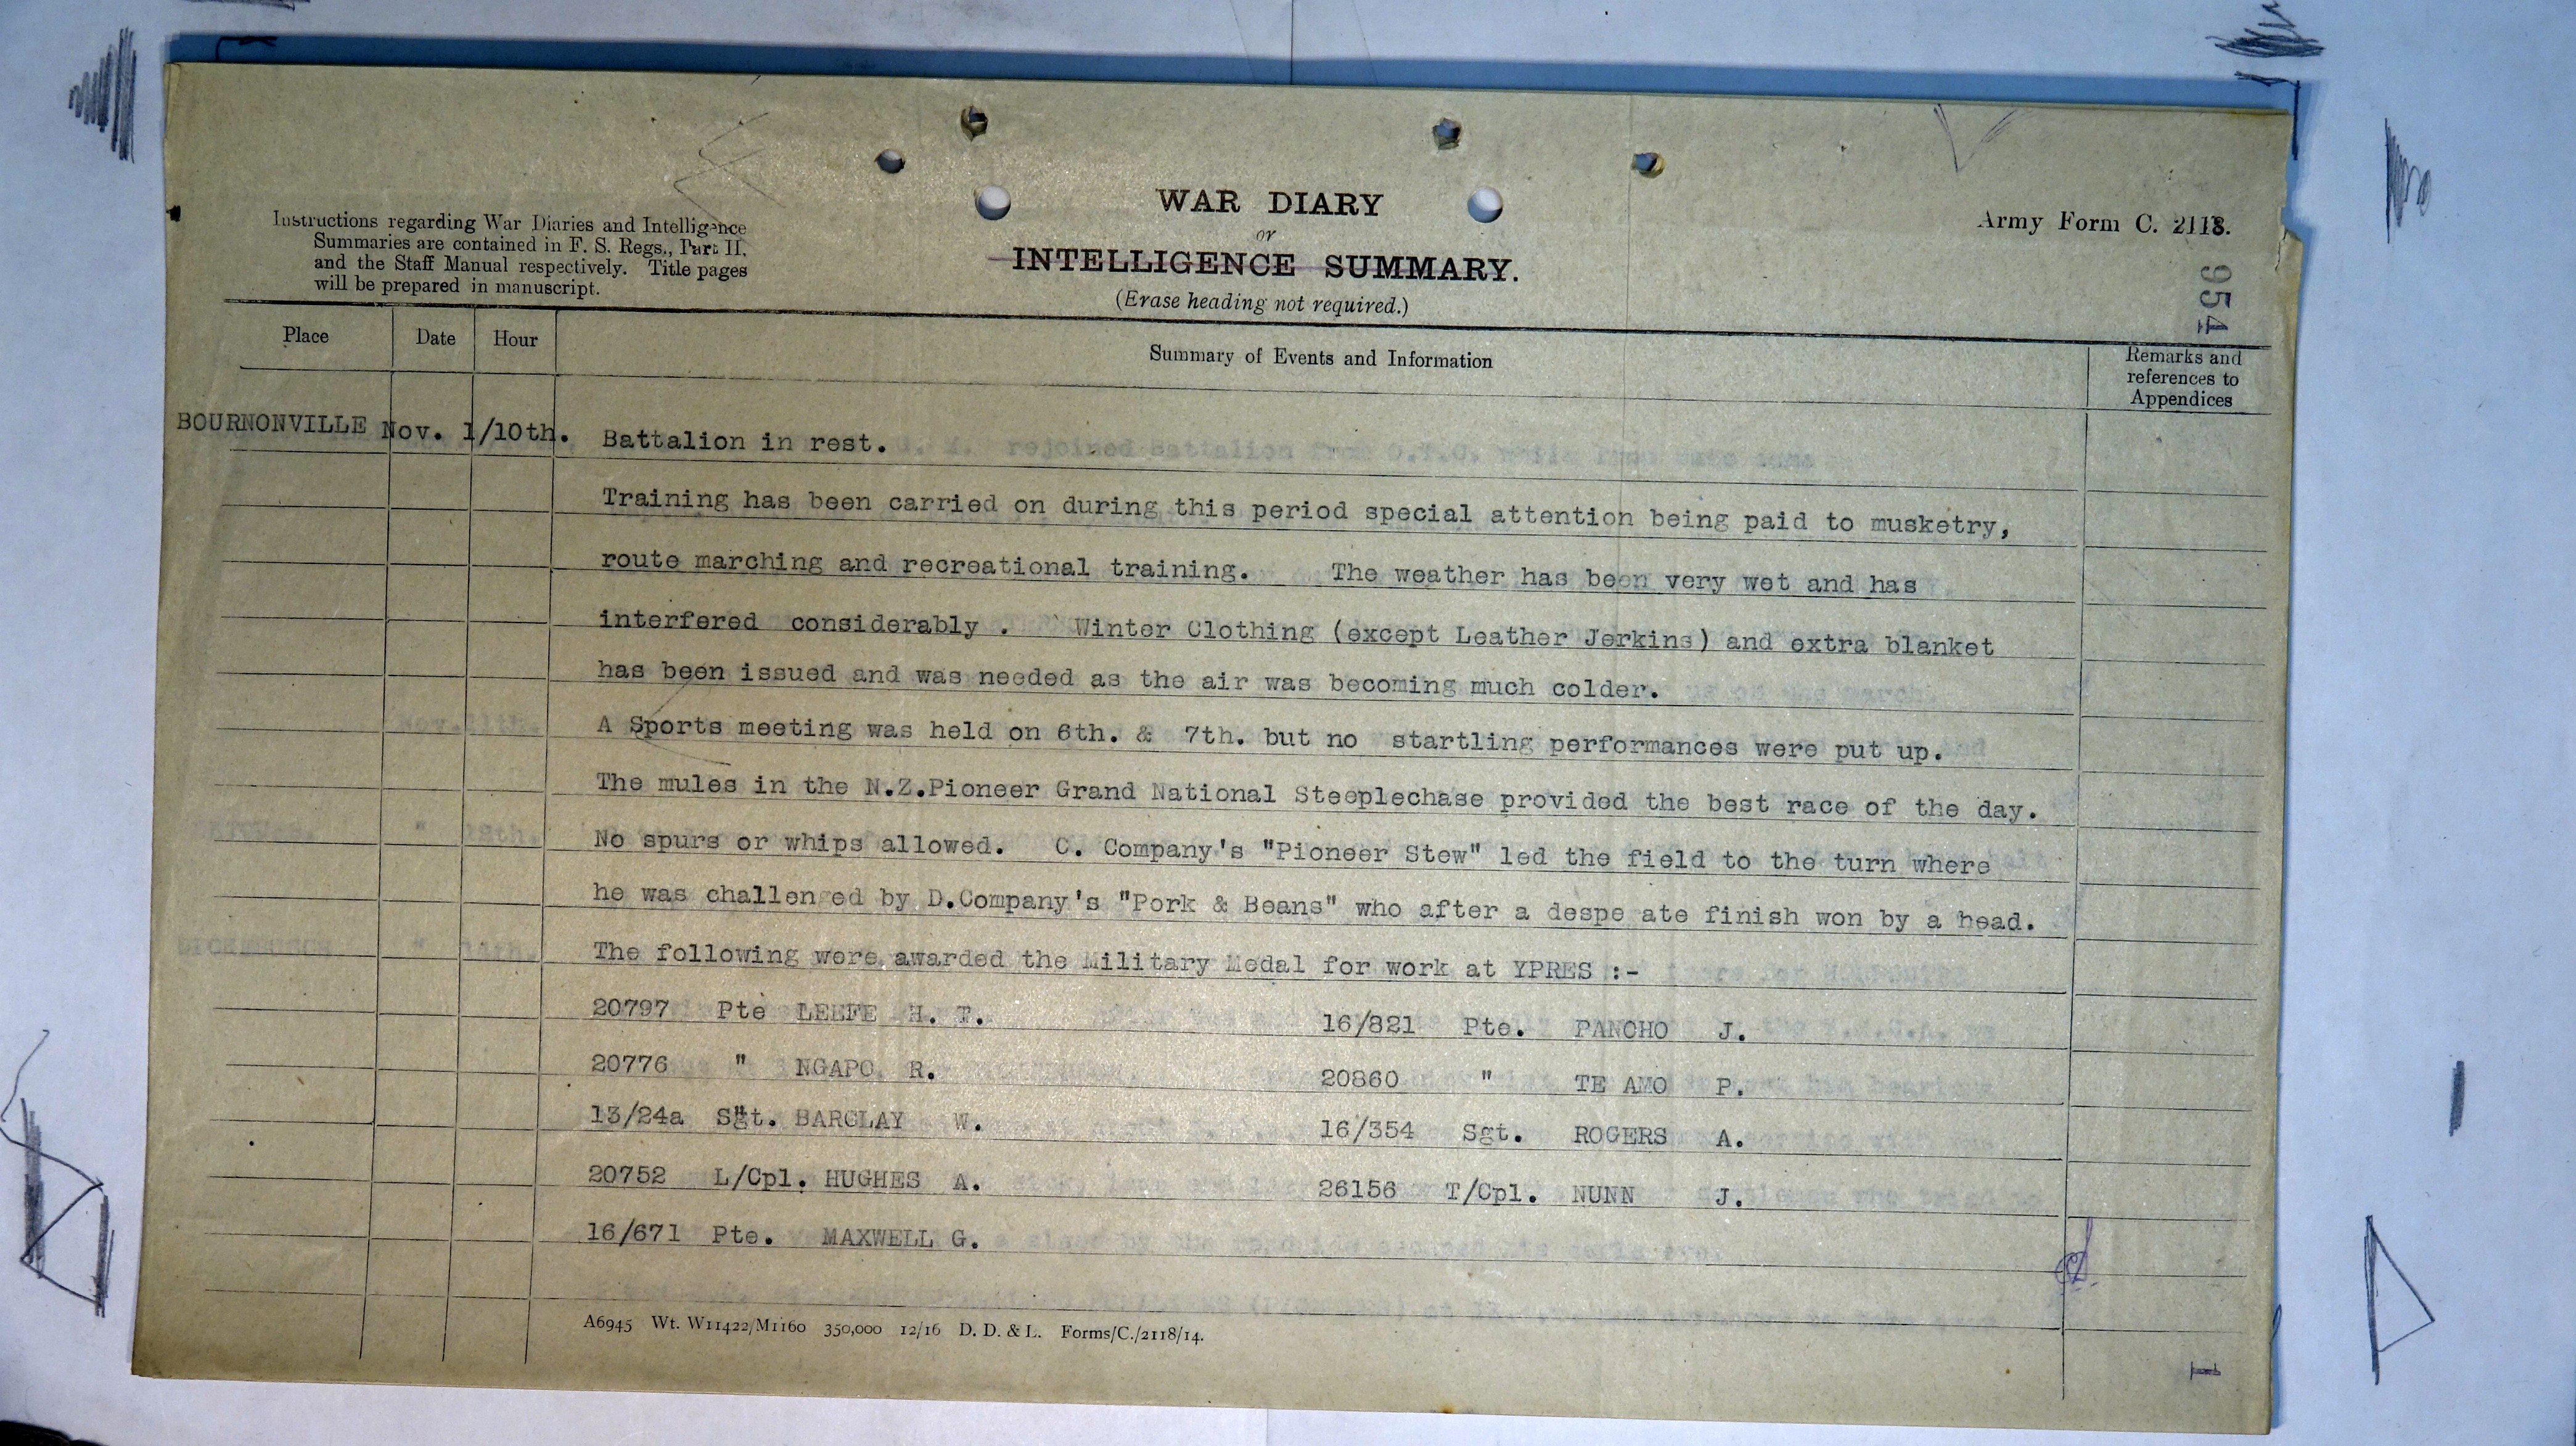 Instructions regarding War Diaries and Intelligence
Summaries are contained in F. S. Regs., Part II.
and the Staff Manual respectively. Title pages
will be prepared in manuscript.
WAR DIARY
or
INTELLIGENCE SUMMARY.
(Erase heading not required.)
Army Form C. 2118.
954
Place Date Hour Summary of Events and Information Remarks and
references to
Appendices
BOURNONVILLE Nov. 1/10th. Battalion in rest.
Training has been carried on during this period special attention being paid to musketry,
route marching and recreational training. The weather has been very wet and has
interfered considerably . Winter Clothing (except Leather Jerkins) and extra blanket
has been issued and was needed as the air was becoming much colder.
A Sports meeting was held on 6th. & 7th. but no startling performances were put up.
The mules in the N.Z.Pioneer Grand National Steeplechase provided the best race of the day.
No spurs or whips allowed. C. Company's "Pioneer Stew" led the field to the turn where
he was challen ed by D.Company's "Pork & Beans" who after a despe ate finish won by a head.
The following were awarded the Military Medal for work at YPRES :-
20797 Pte LEEFE H. T. 16/821 Pte. PANCHO J.
20776 " NGAPO R. 20860 " TE AMO P.
13/24a Sgt. BARCLAY W. 16/354 Sgt. ROGERS A.
20752 L/Cpl. HUGHES A. 26156 T/Cpl. NUNN J.
16/671 Pte. MAXWELL G.
A6945 Wt. W11422/M1160 350,000 12/16 D. D. & L. Forms/C./2118/14.
1